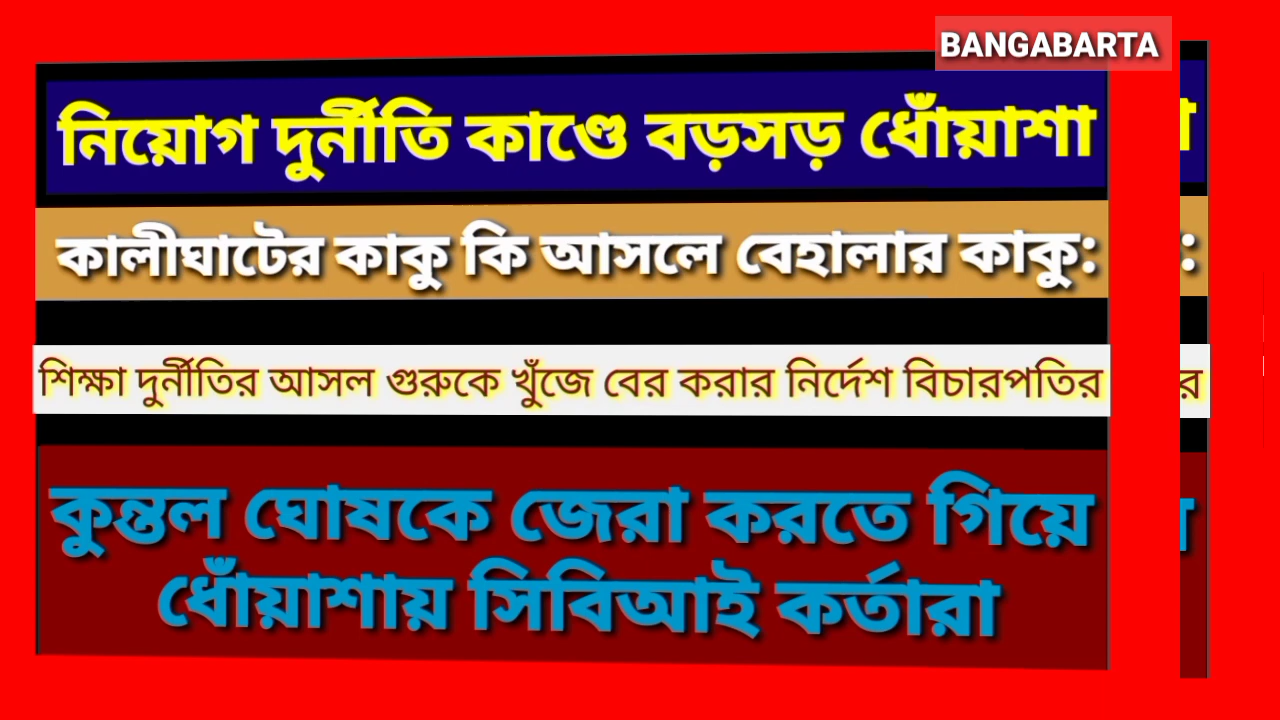 BANGABARTA
নিয়োগ দুর্নীতি কাণ্ডে বড়সড় ধোঁয়াশা
কালীঘাটের কাকু কি আসলে বেহালার কাকু:
শিক্ষা দুর্নীতির আসল গুরুকে খুঁজে বের করার নির্দেশ বিচারপতির
কুন্তল ঘোষকে জেরা করতে গিয়ে
ধোঁয়াশায় সিবিআই কর্তারা